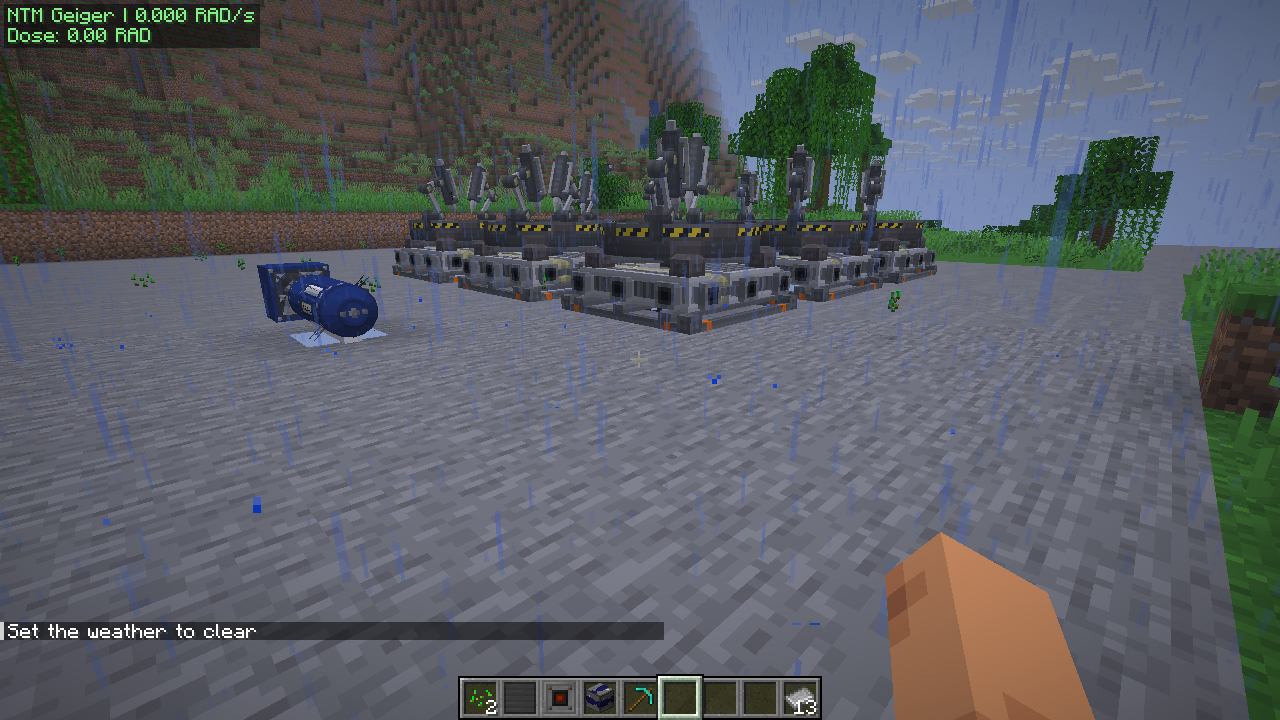 NTM Geiger | 0.000 RAD/s
Dose: 0.00 RAD
Set the weather to clear
2
13